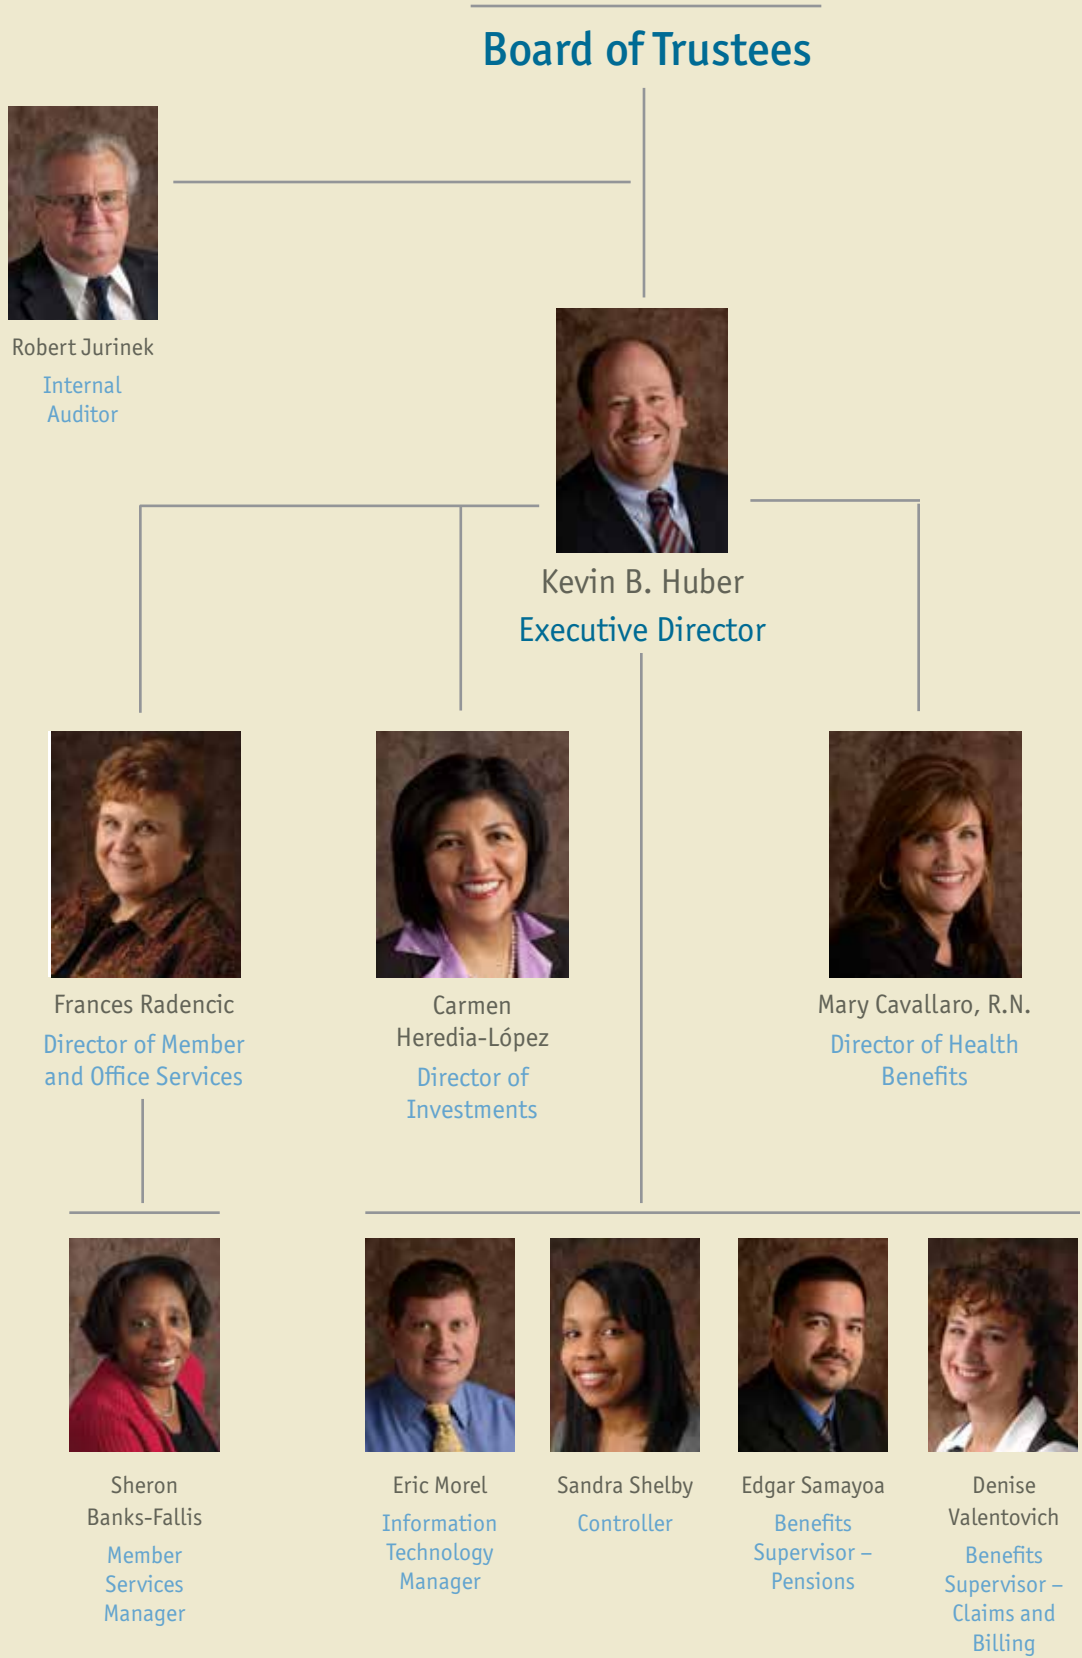 Board of Trustees
Robert Jurinek
Internal
Auditor
Kevin B. Huber
Executive Director
Frances Radencic
Director of Member
and Office Services
Carmen
Heredia-López
Director of
Investments
Mary Cavallaro, R.N.
Director of Health
Benefits
Sheron
Banks-Fallis
Member
Services
Manager
Eric Morel
Information
Technology
Manager
Sandra Shelby
Controller
Edgar Samayoa
Benefits
Supervisor –
Pensions
Denise
Valentovich
Benefits
Supervisor –
Claims and
Billing